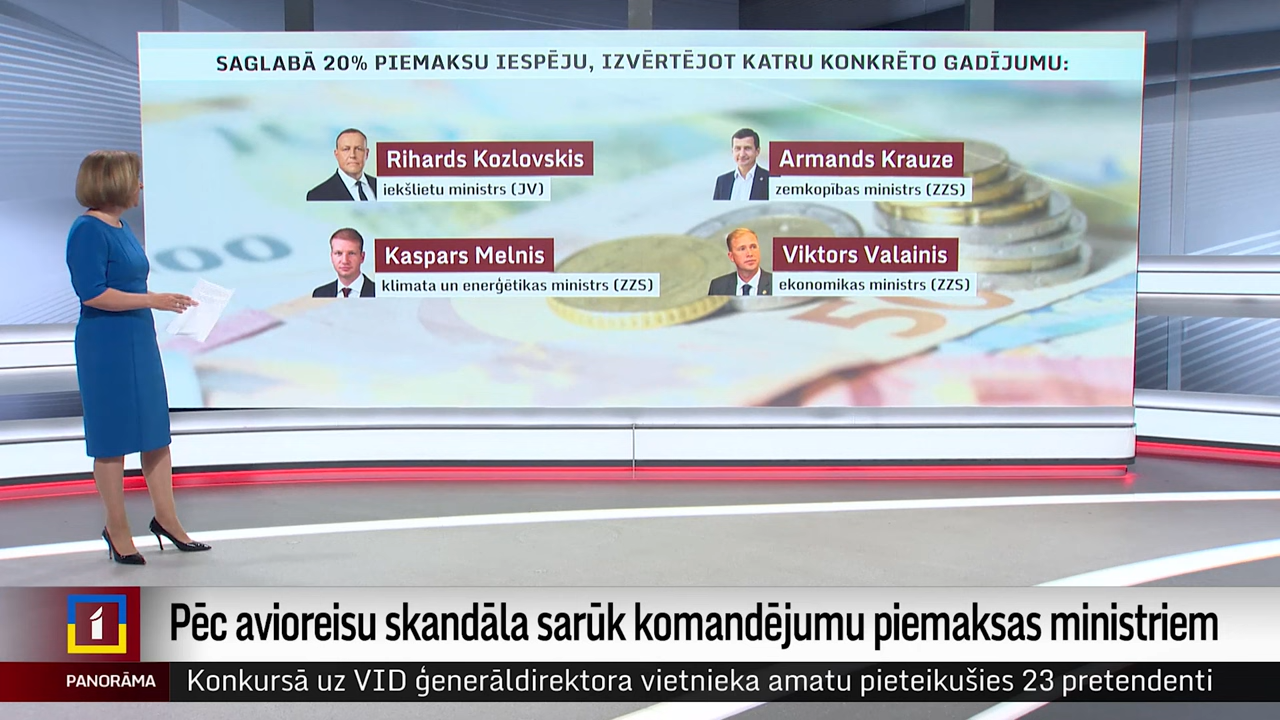 SAGLABĀ 20% PIEMAKSU IESPĒJU, IZVĒRTĒJOT KATRU KONKRĒTO GADĪJUMU:
Rihards Kozlovskis
iekšlietu ministrs (JV)
Armands Krauze
zemkopības ministrs (ZZS)
Kaspars Melnis
klimata un enerģētikas ministrs (ZZS)
Viktors Valainis
ekonomikas ministrs (ZZS)
1 Pēc avioreisu skandāla sarūk komandējumu piemaksas ministriem
PANORĀMA Konkursā uz VID ģenerāldirektora vietnieka amatu pieteikušies 23 pretendenti